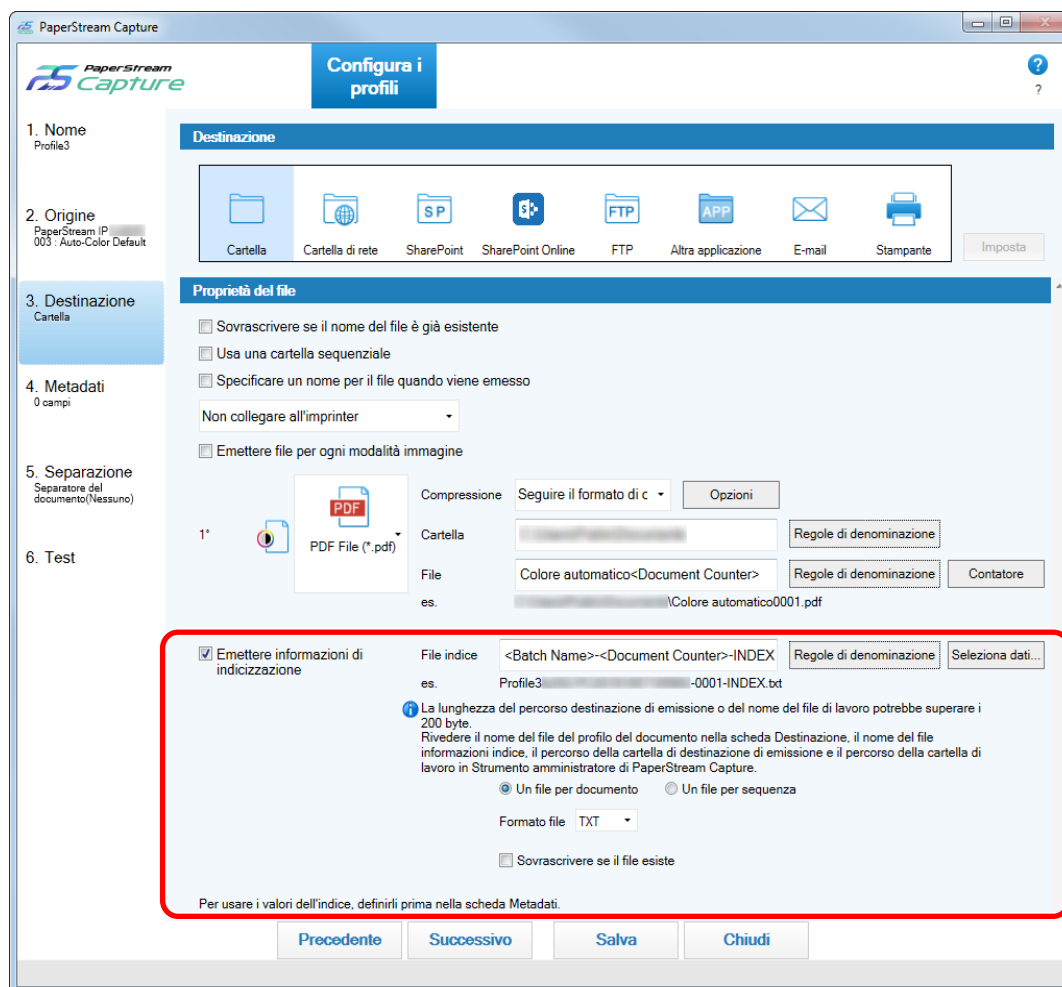 PaperStream Capture
PaperStream
Capture
Configura i
profili
?
?
1. Nome
Profile3
2. Origine
PaperStream IP
003 : Auto-Color Default
3. Destinazione
Cartella
4. Metadati
0 campi
5. Separazione
Separatore del
documento(Nessuno)
6. Test
Destinazione
SP
FTP
APP
Cartella
Cartella di rete
SharePoint
SharePoint Online
FTP
Altra applicazione
E-mail
Stampante
Imposta
Proprietà del file
Sovrascrivere se il nome del file è già esistente
Usa una cartella sequenziale
Specificare un nome per il file quando viene emesso
Non collegare all'imprinter
Emettere file per ogni modalità immagine
1°
PDF
PDF File (*.pdf)
Compressione
Seguire il formato di c
Opzioni
Cartella
Regole di denominazione
File
Colore automatico<Document Counter>
Regole di denominazione
Contatore
es.
\Colore automatico0001.pdf
Emettere informazioni di
indicizzazione
File indice
<Batch Name>-<Document Counter>-INDEX
Regole di denominazione
Seleziona dati...
es.
Profile3
-0001-INDEX.txt
La lunghezza del percorso destinazione di emissione o del nome del file di lavoro potrebbe superare i
200 byte.
Rivedere il nome del file del profilo del documento nella scheda Destinazione, il nome del file
informazioni indice, il percorso della cartella di destinazione di emissione e il percorso della cartella di
lavoro in Strumento amministratore di PaperStream Capture.
Un file per documento
Un file per sequenza
Formato file
TXT
Sovrascrivere se il file esiste
Per usare i valori dell'indice, definirli prima nella scheda Metadati.
Precedente
Successivo
Salva
Chiudi